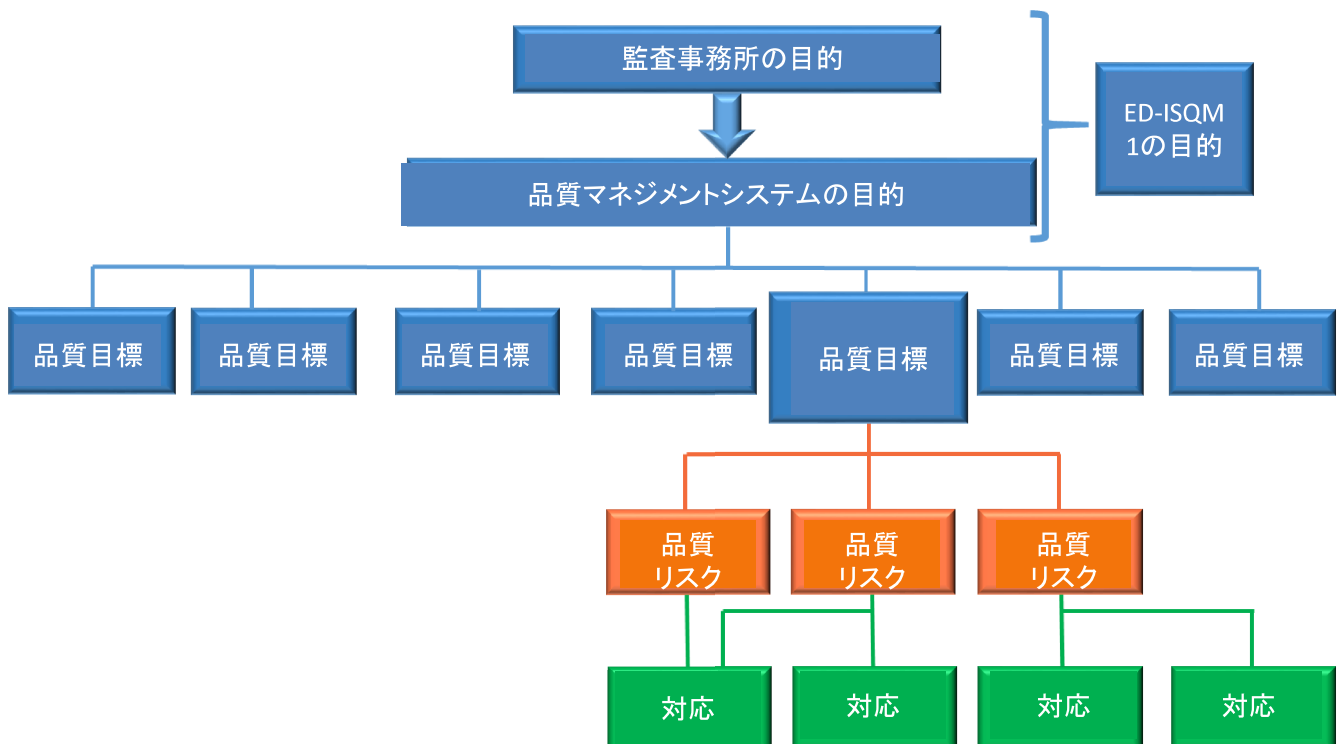 監査事務所の目的
ED-ISQM
1の目的
品質マネジメントシステムの目的
品質目標
品質目標
品質目標
品質目標
品質目標
品質目標
品質目標
品質
リスク
品質
リスク
品質
リスク
対応
対応
対応
対応